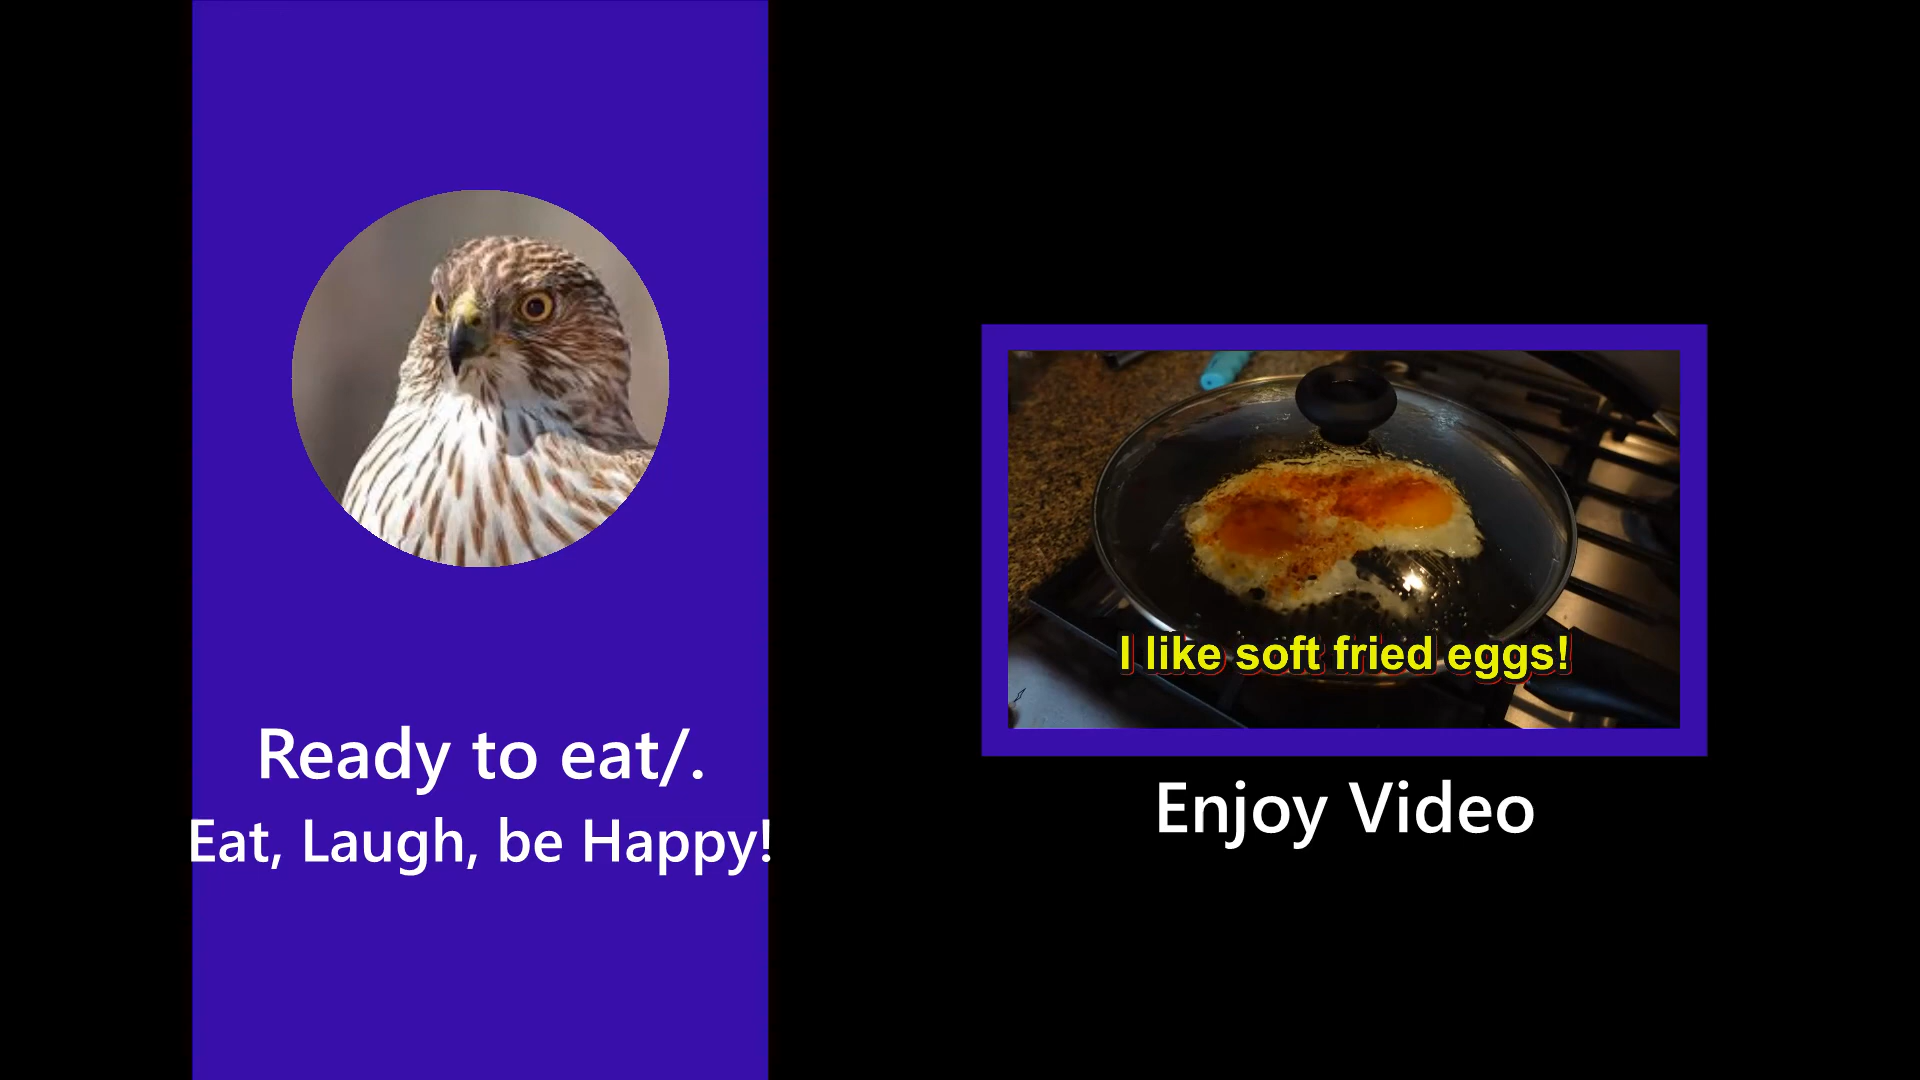 Ready to eat/.
Eat, Laugh, be Happy!
I like soft fried eggs!
Enjoy Video